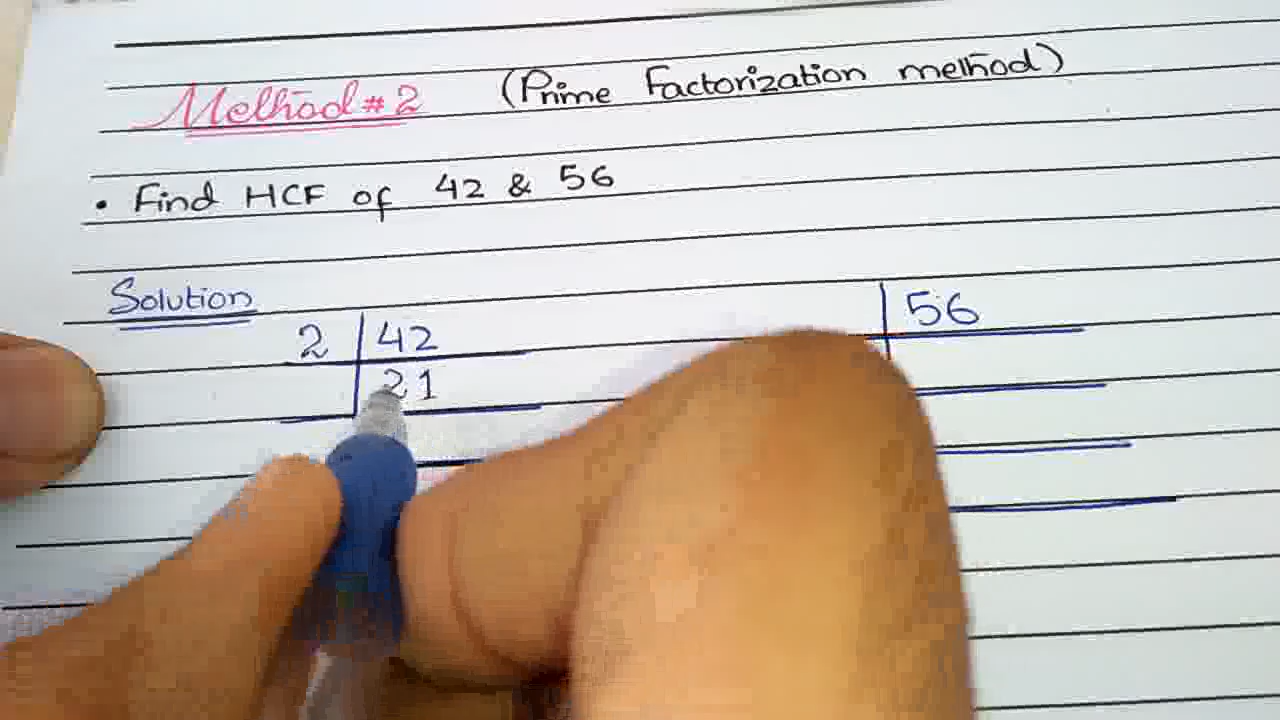 Method #2 (Prime Factorization method)
• Find HCF of 42 & 56
Solution
2 | 42
21
56